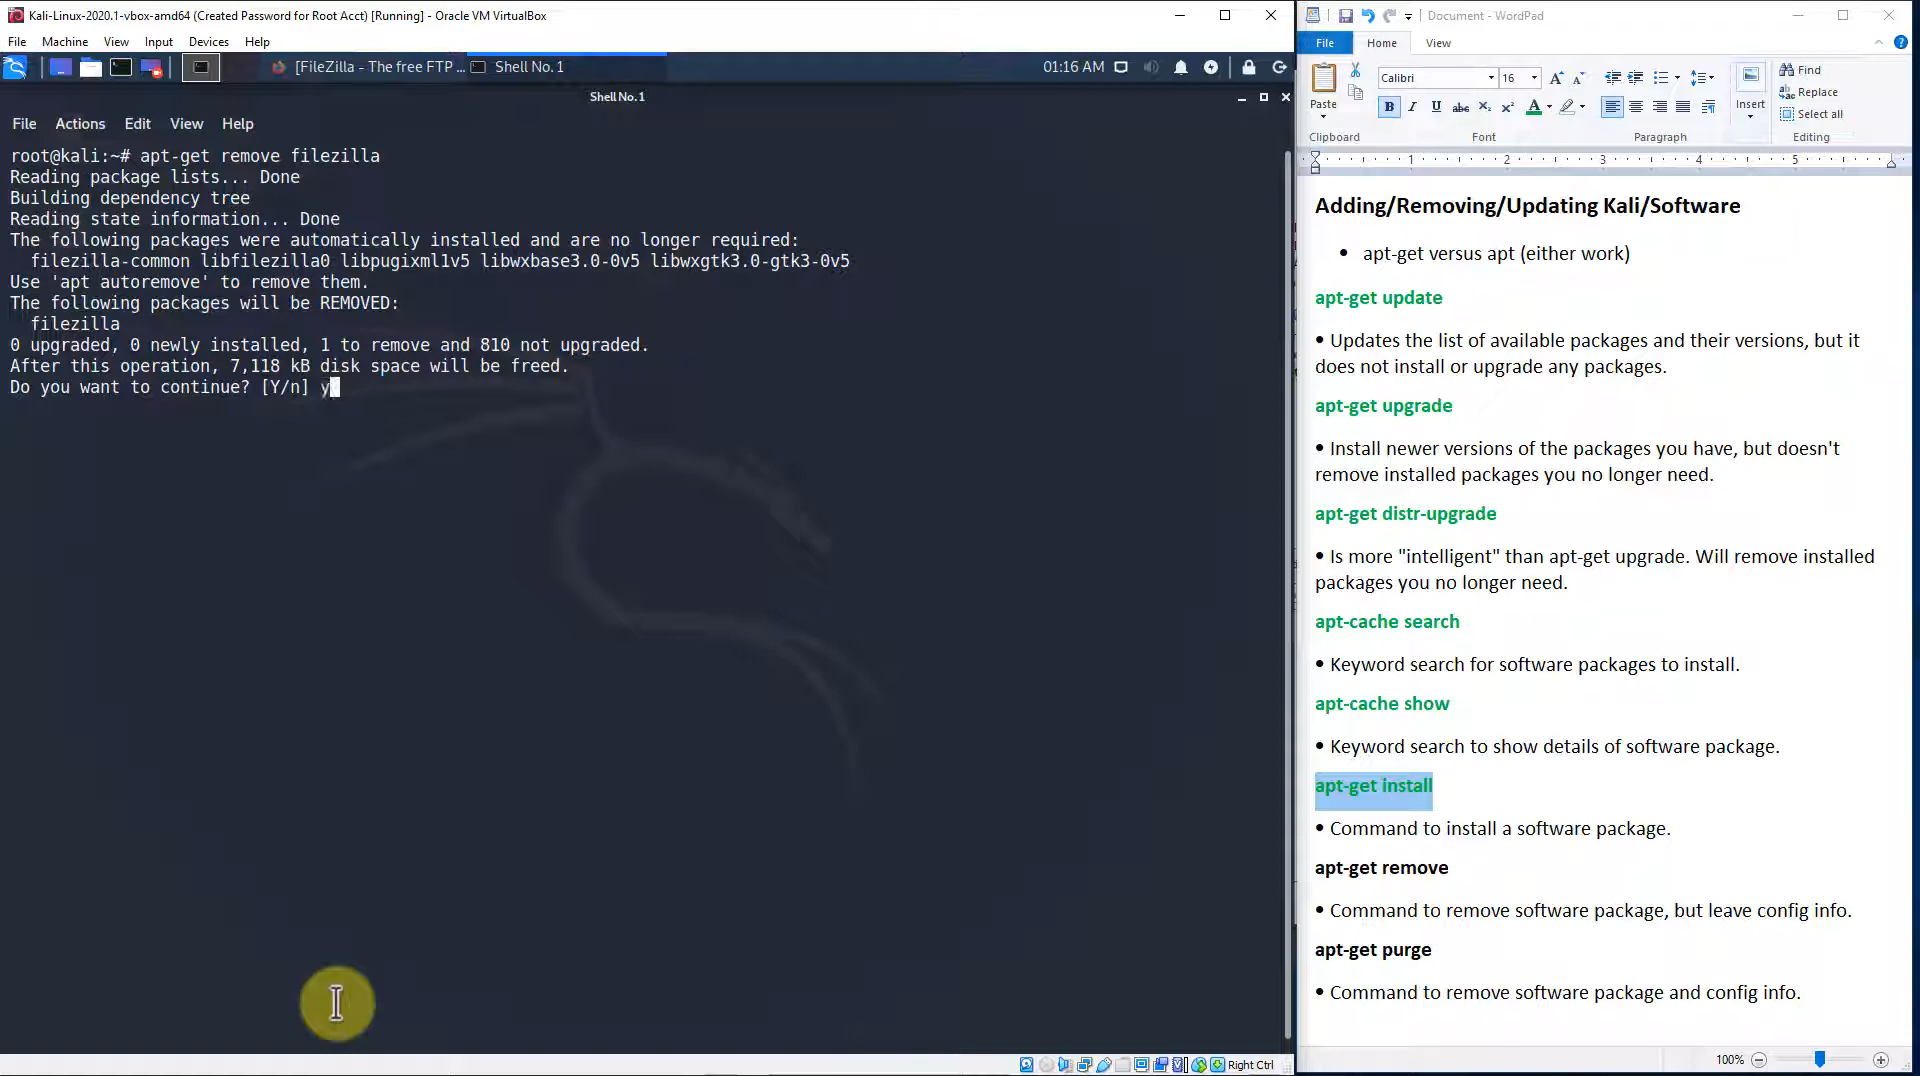 Kali-Linux-2020.1-vbox-amd64 (Created Password for Root Acct) [Running] - Oracle VM VirtualBox
File Machine View Input Devices Help
[FileZilla - The free FTP ... Shell No.1 01:16 AM
Shell No.1
File Actions Edit View Help
root@kali:~# apt-get remove filezilla
Reading package lists... Done
Building dependency tree
Reading state information... Done
The following packages were automatically installed and are no longer required:
filezilla-common libfilezilla0 libpugixml1v5 libwxbase3.0-0v5 libwxgtk3.0-gtk3-0v5
Use 'apt autoremove' to remove them.
The following packages will be REMOVED:
filezilla
0 upgraded, 0 newly installed, 1 to remove and 810 not upgraded.
After this operation, 7,118 kB disk space will be freed.
Do you want to continue? [Y/n] y
Right Ctrl
Document - WordPad
File Home View
Calibri 16
Paste
Insert
Find
Replace
Select all
Clipboard Font Paragraph Editing
1 2 3 4 5
Adding/Removing/Updating Kali/Software
• apt-get versus apt (either work)
apt-get update
• Updates the list of available packages and their versions, but it
does not install or upgrade any packages.
apt-get upgrade
• Install newer versions of the packages you have, but doesn't
remove installed packages you no longer need.
apt-get distr-upgrade
• Is more "intelligent" than apt-get upgrade. Will remove installed
packages you no longer need.
apt-cache search
• Keyword search for software packages to install.
apt-cache show
• Keyword search to show details of software package.
apt-get install
• Command to install a software package.
apt-get remove
• Command to remove software package, but leave config info.
apt-get purge
• Command to remove software package and config info.
100%